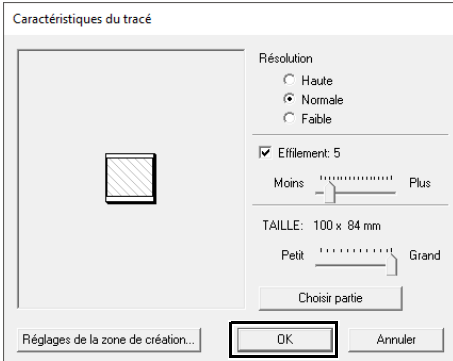 Caractéristiques du tracé
Résolution
Haute
Normale
Faible
Effilement: 5
Moins Plus
TAILLE: 100 x 84 mm
Petit Grand
Choisir partie
Réglages de la zone de création... OK Annuler